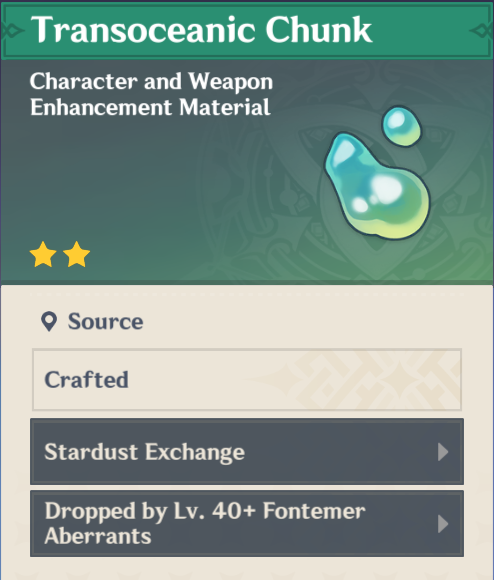 Transoceanic Chunk
Character and Weapon
Enhancement Material
Source
Crafted
Stardust Exchange
Dropped by Lv. 40+ Fontemer
Aberrants